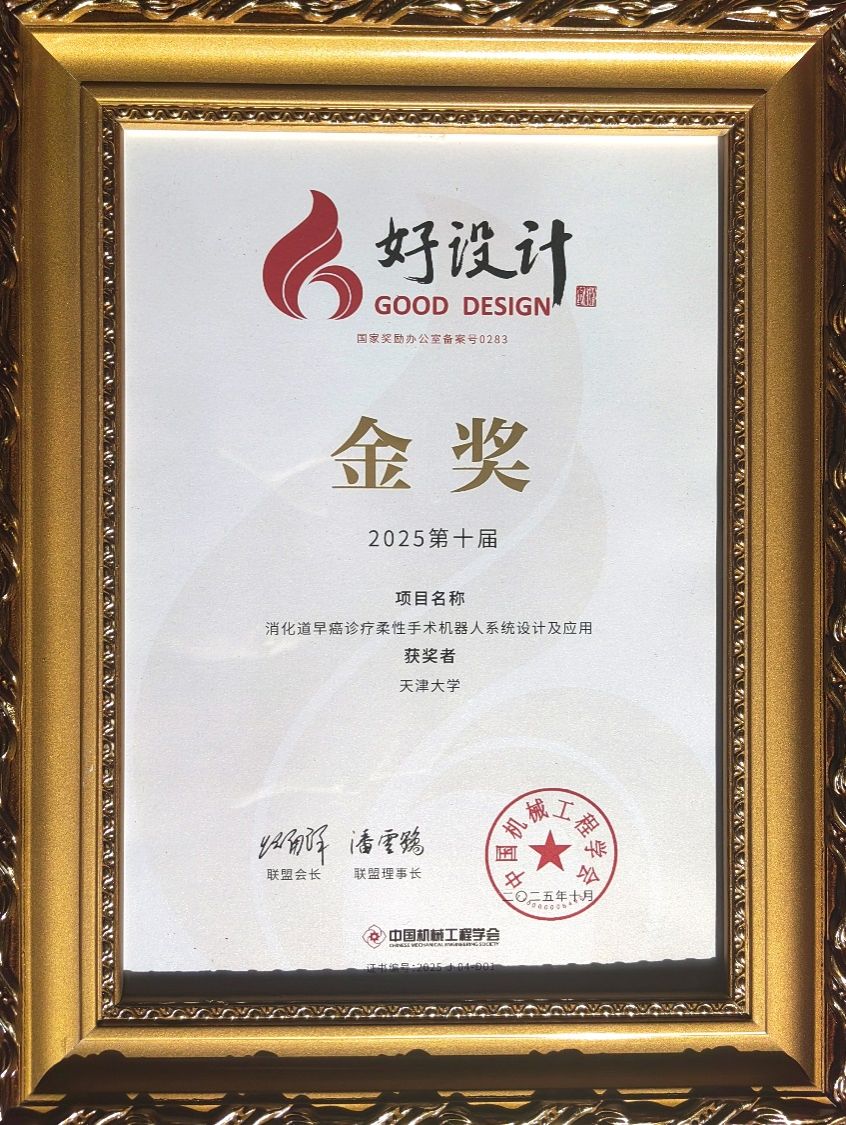 好设计
GOOD DESIGN
国家奖励办公室备案号0283
金奖
2025第十届
项目名称
消化道早癌诊疗柔性手术机器人系统设计及应用
获奖者
天津大学
潘雲鶴
联盟会长 联盟理事长
中国机械工程学会
二〇二五年十月
中国机械工程学会
CHINESE MECHANICAL ENGINEERING SOCIETY